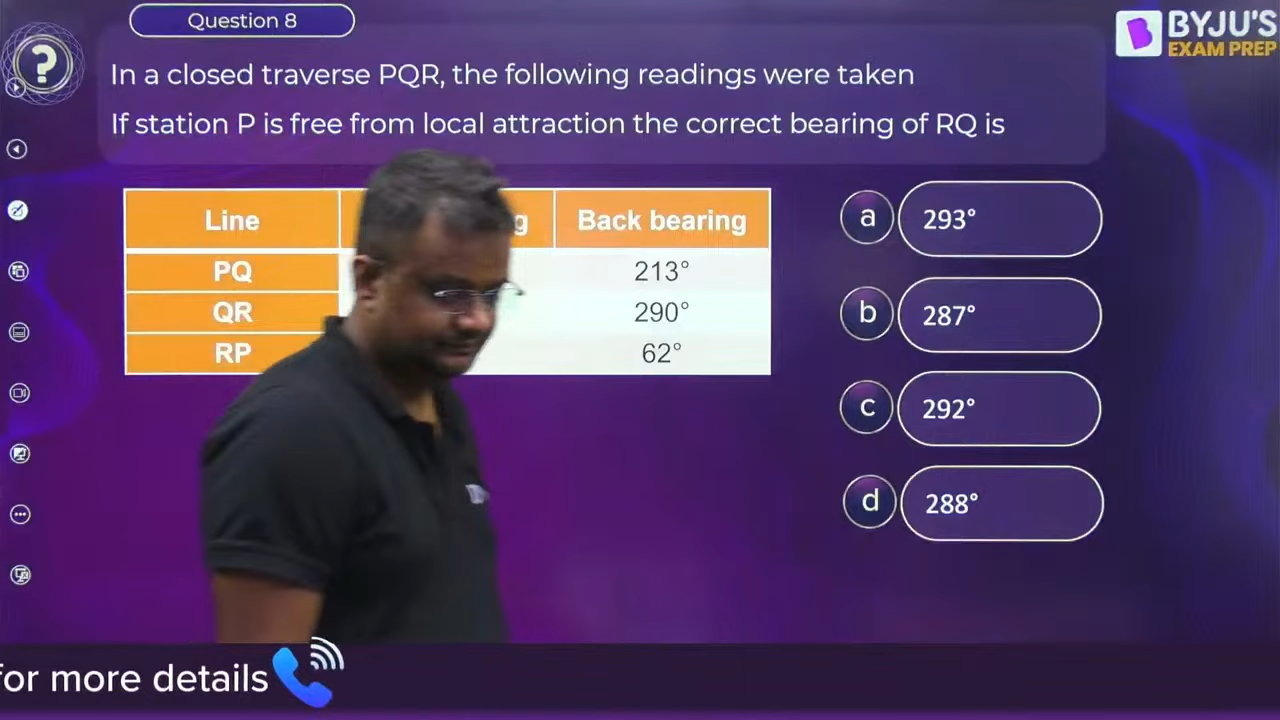 Question 8
BYJU'S
EXAM PREP
?
In a closed traverse PQR, the following readings were taken
If station P is free from local attraction the correct bearing of RQ is
Line g Back bearing
PQ 213°
QR 290°
RP 62°
a 293°
b 287°
c 292°
d 288°
for more details